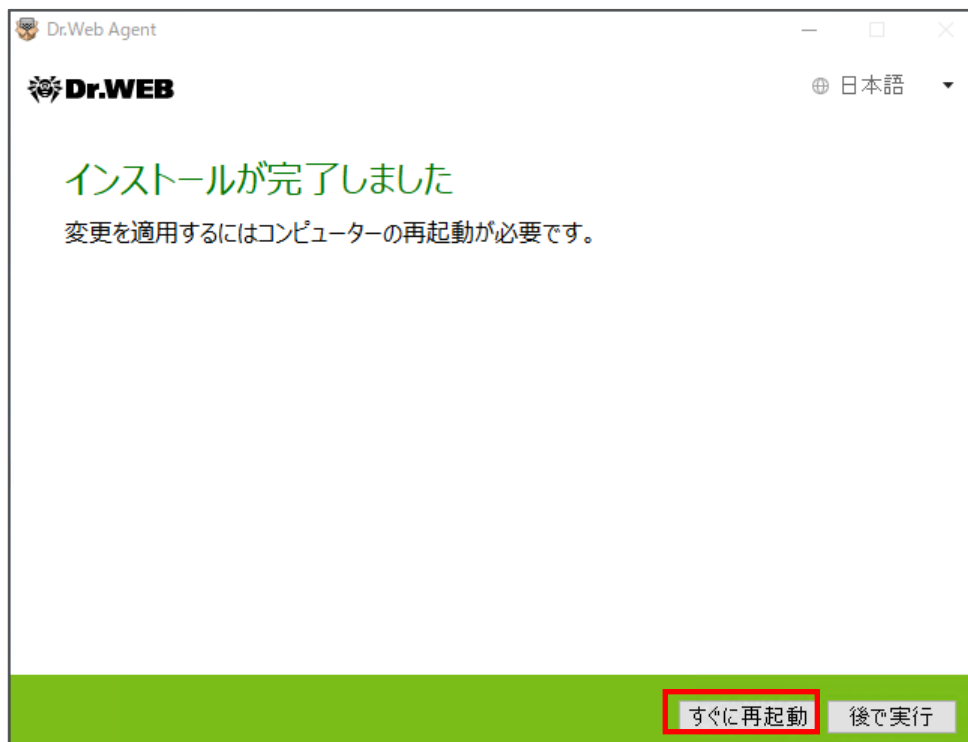 Dr.Web Agent
Dr.WEB
日本語
インストールが完了しました
変更を適用するにはコンピューターの再起動が必要です。
すぐに再起動
後で実行